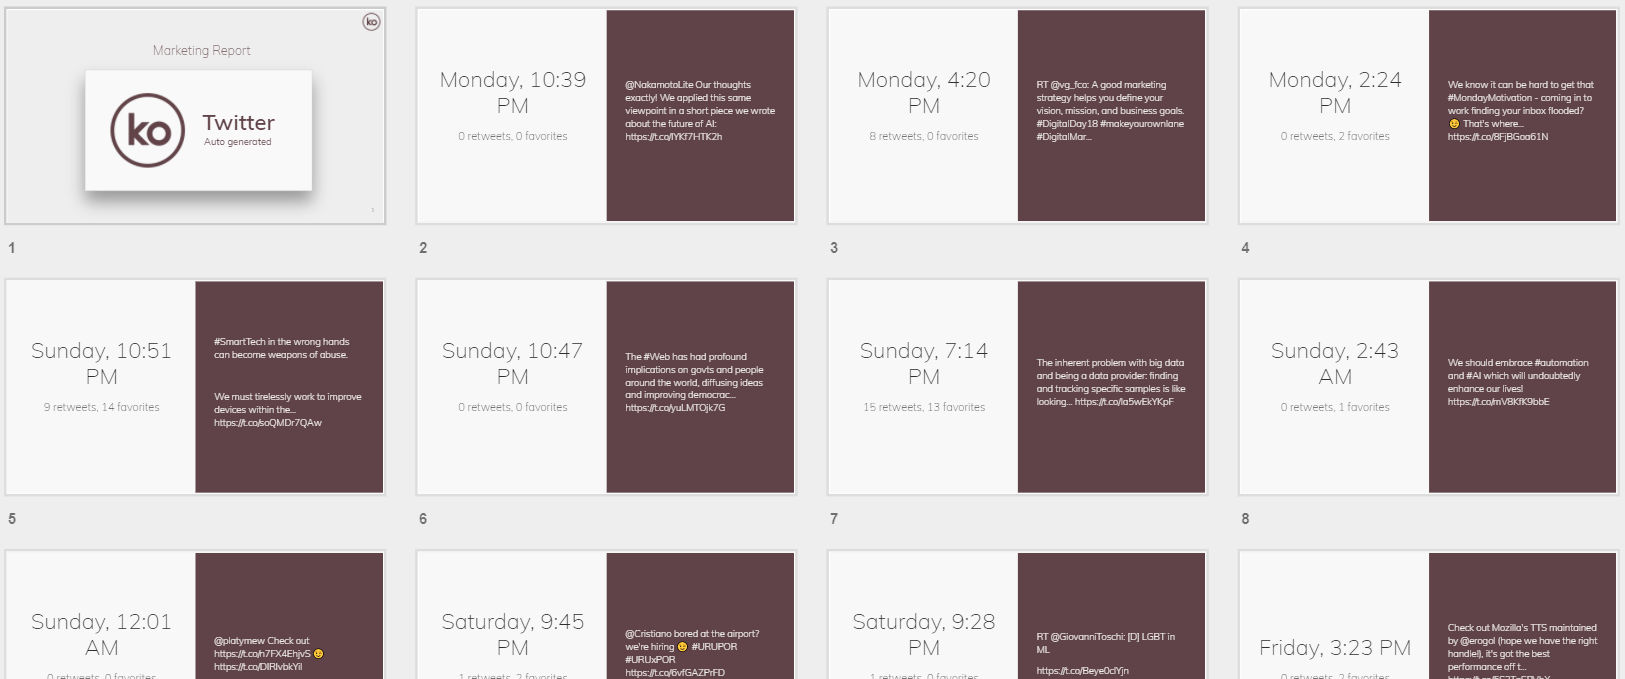 ko
Marketing Report
ko
Twitter
Auto generated
1
Monday, 10:39
PM
0 retweets, 0 favorites
@NakamotoLite Our thoughts
exactly! We applied this same
viewpoint in a short piece we wrote
about the future of AI:
https://t.co/IYKf7HTK2h
2
Monday, 4:20
PM
8 retweets, 0 favorites
RT @vg_fco: A good marketing
strategy helps you define your
vision, mission, and business goals.
#DigitalDay18 #makeyourownlane
#DigitalMar...
3
Monday, 2:24
PM
0 retweets, 2 favorites
We know it can be hard to get that
#MondayMotivation - coming in to
work finding your inbox flooded?
😉 That's where...
https://t.co/8FjBGoa61N
4
Sunday, 10:51
PM
9 retweets, 14 favorites
#SmartTech in the wrong hands
can become weapons of abuse.
We must tirelessly work to improve
devices within the...
https://t.co/soQMDr7QAw
5
Sunday, 10:47
PM
0 retweets, 0 favorites
The #Web has had profound
implications on govts and people
around the world, diffusing ideas
and improving democrac...
https://t.co/yuLMTOjk7G
6
Sunday, 7:14
PM
15 retweets, 13 favorites
The inherent problem with big data
and being a data provider: finding
and tracking specific samples is like
looking... https://t.co/Ia5wEkYKpF
7
Sunday, 2:43
AM
0 retweets, 1 favorites
We should embrace #automation
and #AI which will undoubtedly
enhance our lives!
https://t.co/mV8KfK9bbE
8
Sunday, 12:01
AM
0 retweets, 0 favorites
@platymew Check out
https://t.co/n7FX4EhjvS 😉
https://t.co/DIRIvbkYil
Saturday, 9:45
PM
1 retweets, 2 favorites
@Cristiano bored at the airport?
we're hiring 😉 #URUPOR
#URUxPOR
https://t.co/6vfGAZPrFD
Saturday, 9:28
PM
1 retweets, 0 favorites
RT @GiovanniToschi: [D] LGBT in
ML
https://t.co/Beye0clYjn
Friday, 3:23 PM
0 retweets, 2 favorites
Check out Mozilla's TTS maintained
by @erogol (hope we have the right
handle!), it's got the best
performance off t...